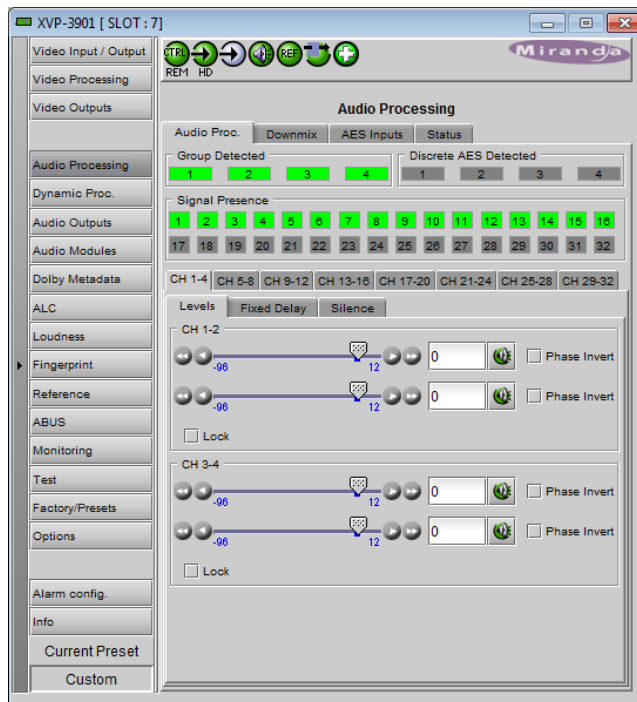 XVP-3901 [ SLOT : 7]
Video Input / Output
Video Processing
Video Outputs
Audio Processing
Dynamic Proc.
Audio Outputs
Audio Modules
Dolby Metadata
ALC
Loudness
Fingerprint
Reference
ABUS
Monitoring
Test
Factory/Presets
Options
Alarm config.
Info
Current Preset
Custom
CTRL REF
REM HD
Miranda
Audio Processing
Audio Proc. Downmix AES Inputs Status
Group Detected
1 2 3 4
Discrete AES Detected
1 2 3 4
Signal Presence
1 2 3 4 5 6 7 8 9 10 11 12 13 14 15 16
17 18 19 20 21 22 23 24 25 26 27 28 29 30 31 32
CH 1-4 CH 5-8 CH 9-12 CH 13-16 CH 17-20 CH 21-24 CH 25-28 CH 29-32
Levels Fixed Delay Silence
CH 1-2
-96 12 0 Phase Invert
-96 12 0 Phase Invert
Lock
CH 3-4
-96 12 0 Phase Invert
-96 12 0 Phase Invert
Lock